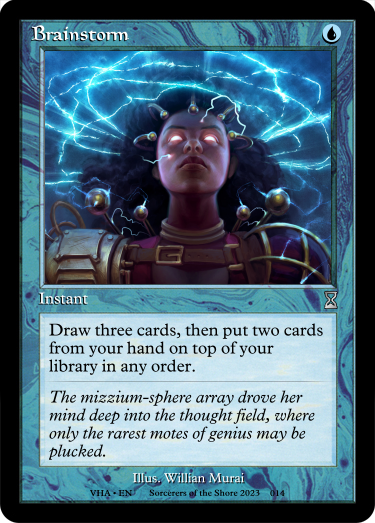 Brainstorm
Instant
Draw three cards, then put two cards
from your hand on top of your
library in any order.
The mizzium-sphere array drove her
mind deep into the thought field, where
only the rarest motes of genius may be
plucked.
Illus. Willian Murai
VHA • EN Sorcerers of the Shore 2023 014